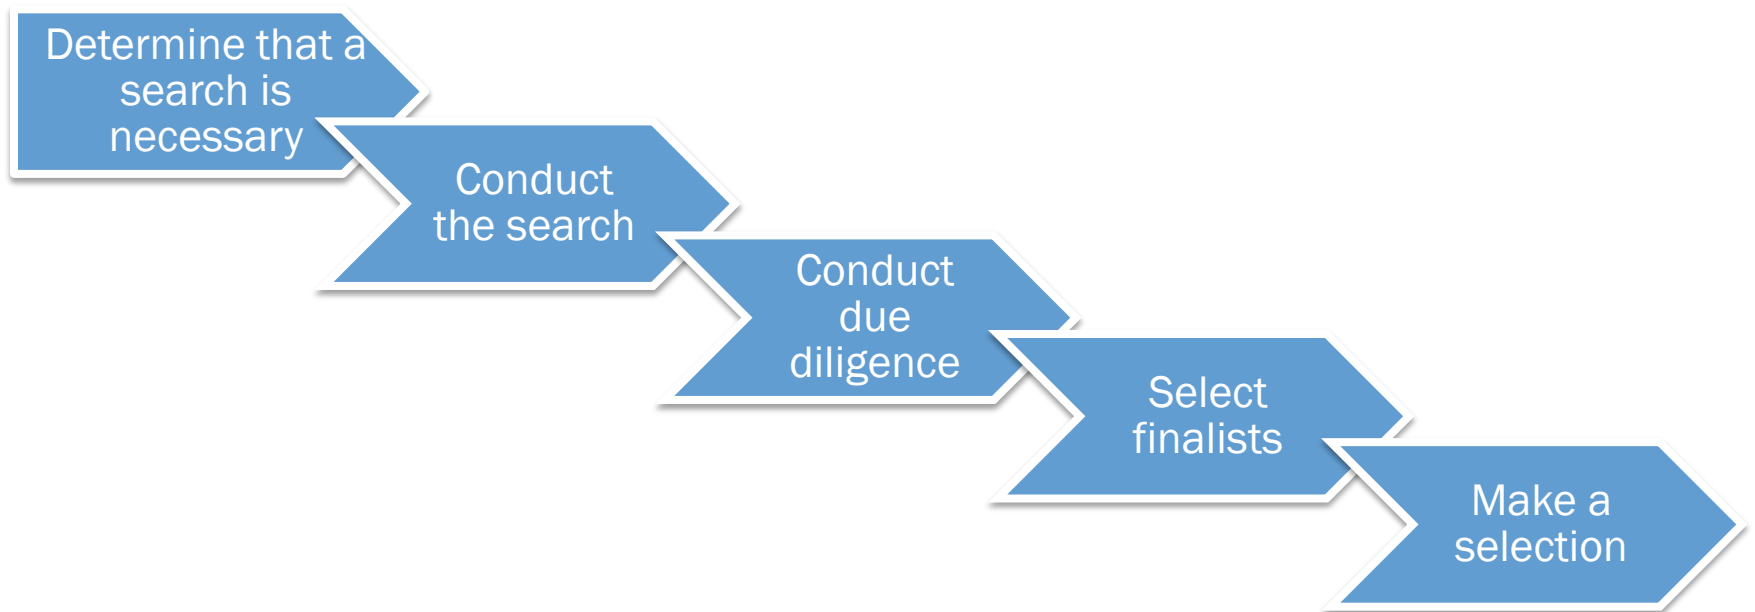 Determine that a
search is
necessary
Conduct
the search
Conduct
due
diligence
Select
finalists
Make a
selection